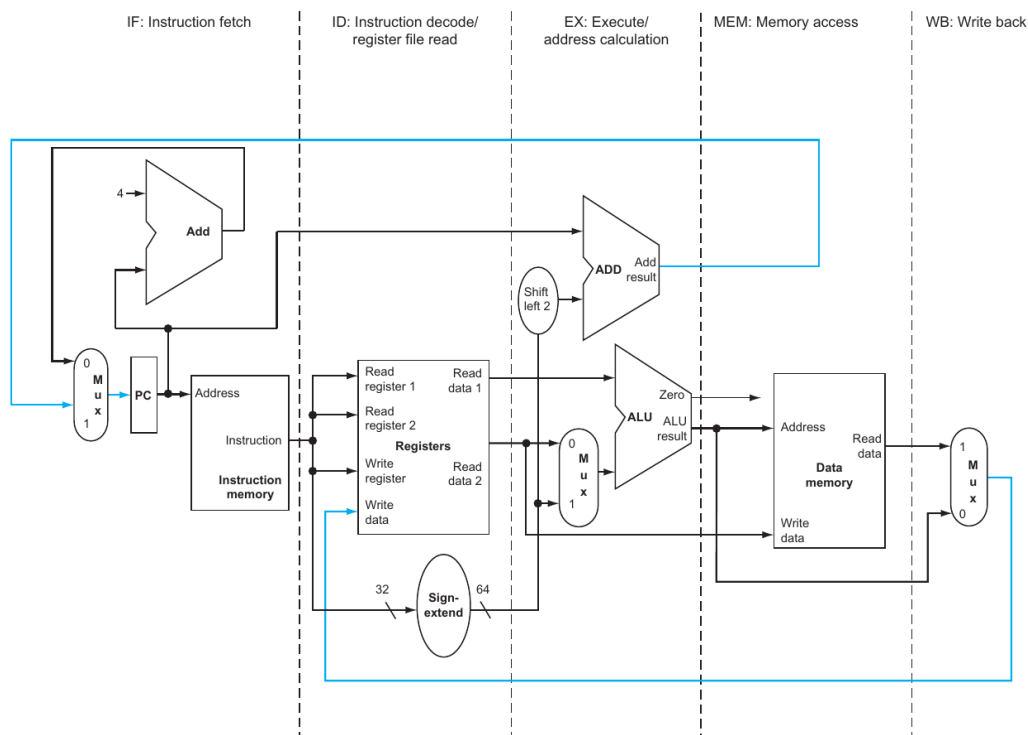 IF: Instruction fetch
ID: Instruction decode/
register file read
EX: Execute/
address calculation
MEM: Memory access
WB: Write back
4
Add
ADD
Add
result
Shift
left 2
0
M
u
x
1
PC
Address
Instruction
Instruction
memory
Read
register 1
Read
data 1
Read
register 2
Registers
Write
register
Read
data 2
Write
data
0
M
u
x
1
Zero
ALU
ALU
result
Address
Read
data
Data
memory
Write
data
1
M
u
x
0
32
Sign-
extend
64